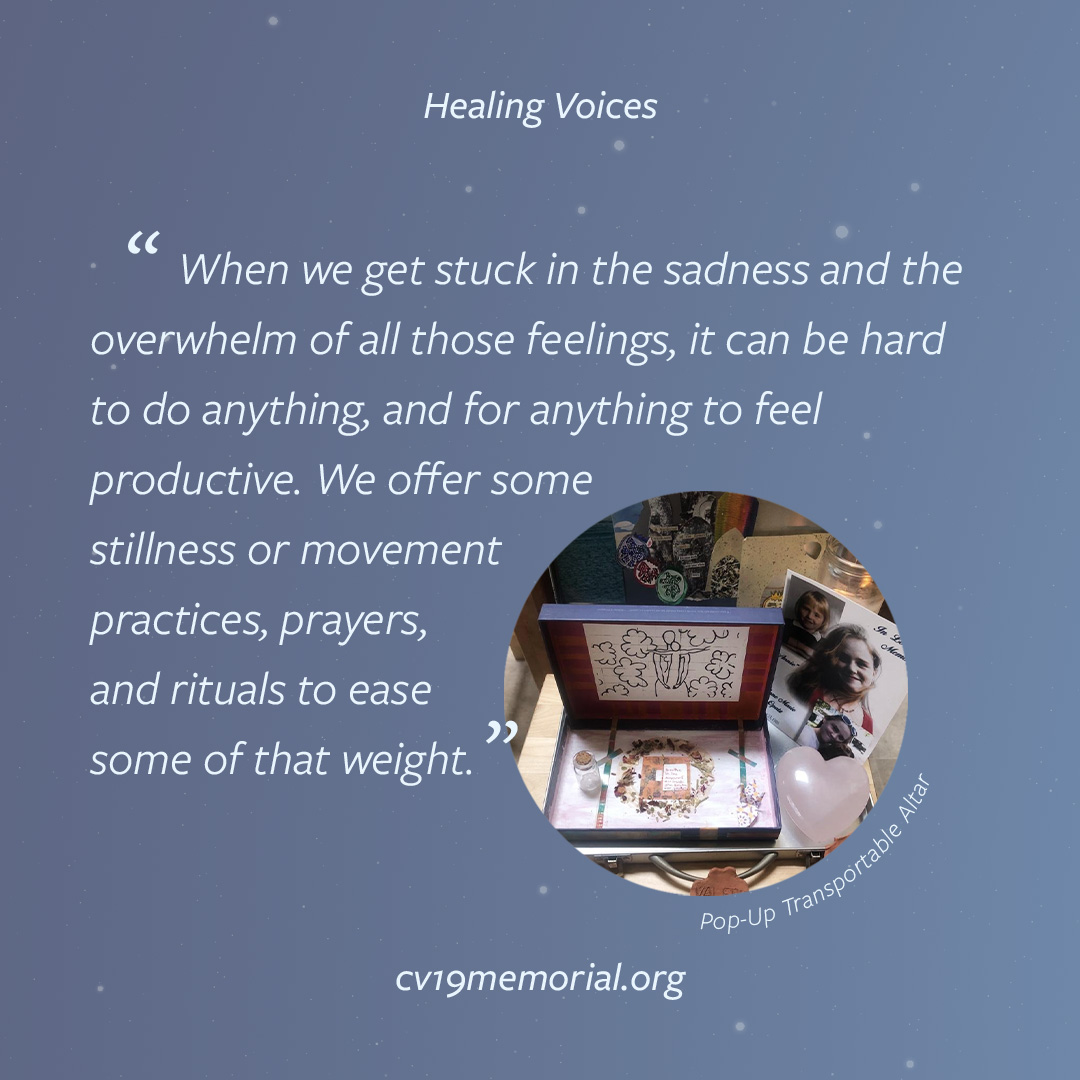 Healing Voices
“ When we get stuck in the sadness and the
overwhelm of all those feelings, it can be hard
to do anything, and for anything to feel
productive. We offer some
stillness or movement
practices, prayers,
and rituals to ease
some of that weight. ”
Pop-Up Transportable Altar
cv19memorial.org